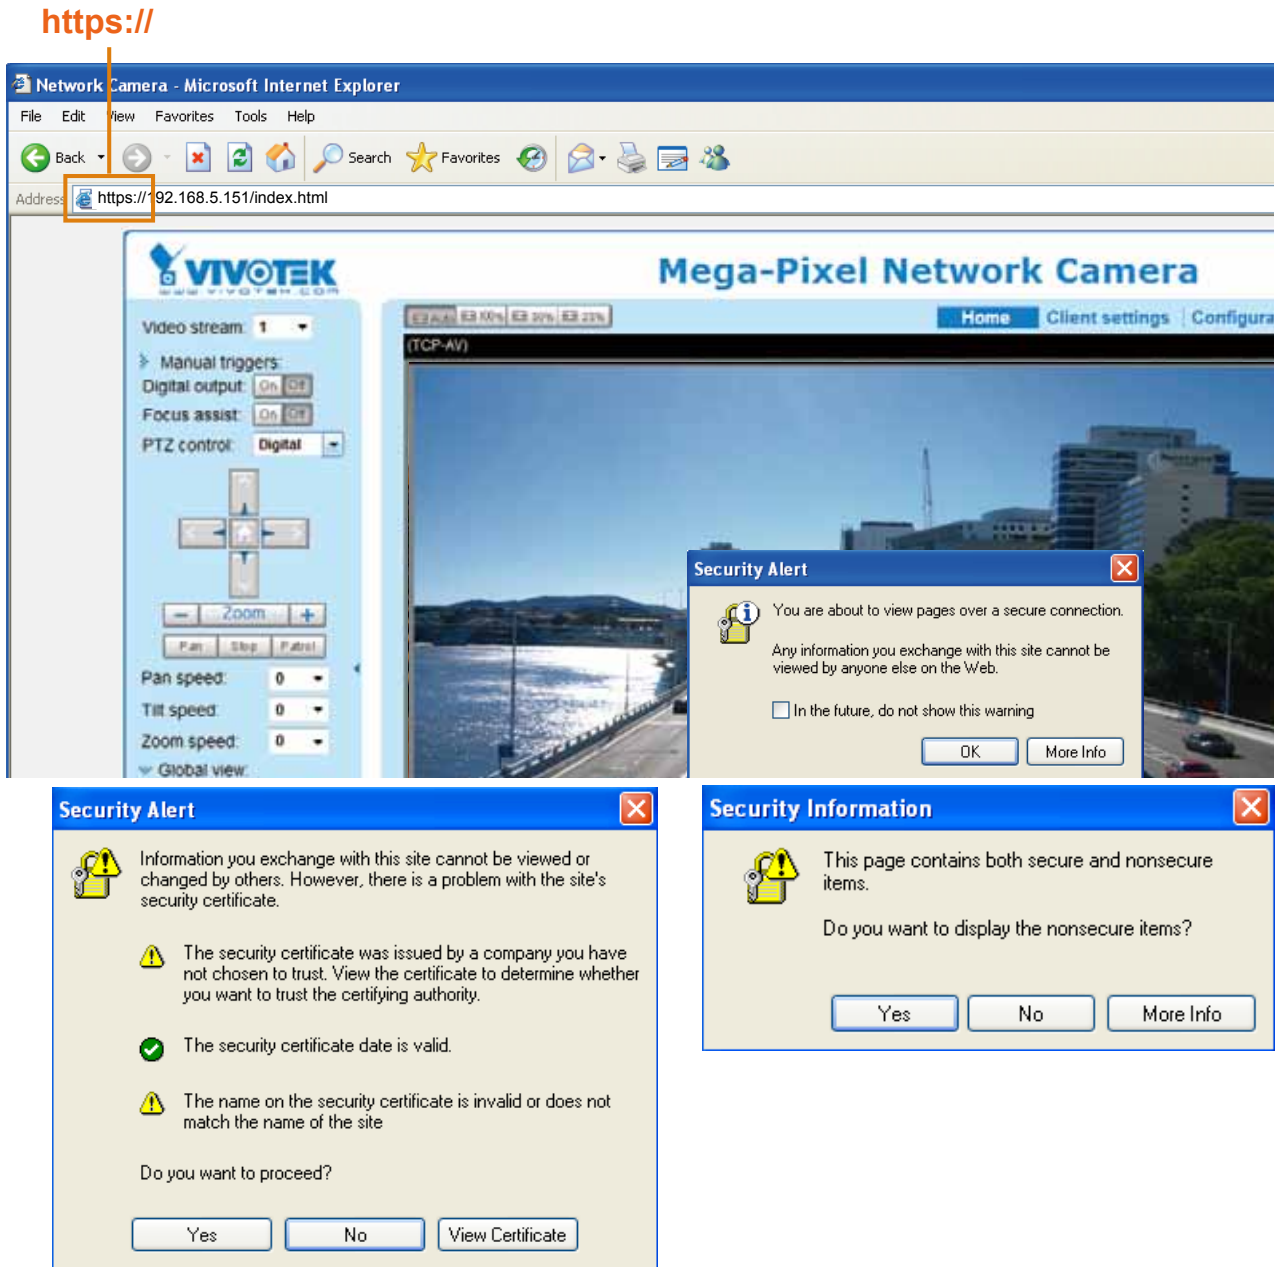 https://
Network Camera - Microsoft Internet Explorer
File Edit View Favorites Tools Help
Back Search Favorites
Address https://192.168.5.151/index.html
VIVOTEK
www.vivotek.com
Mega-Pixel Network Camera
Video stream: 1
100% 50% 25%
Home Client settings Configura
(TCP-AV)
Manual triggers:
Digital output: On Off
Focus assist: On Off
PTZ control: Digital
Zoom
Pan Stop Patrol
Pan speed: 0
Tilt speed: 0
Zoom speed: 0
Global view:
Security Alert
You are about to view pages over a secure connection.
Any information you exchange with this site cannot be
viewed by anyone else on the Web.
In the future, do not show this warning
OK More Info
Security Alert
Information you exchange with this site cannot be viewed or
changed by others. However, there is a problem with the site's
security certificate.
The security certificate was issued by a company you have
not chosen to trust. View the certificate to determine whether
you want to trust the certifying authority.
The security certificate date is valid.
The name on the security certificate is invalid or does not
match the name of the site
Do you want to proceed?
Yes No View Certificate
Security Information
This page contains both secure and nonsecure
items.
Do you want to display the nonsecure items?
Yes No More Info